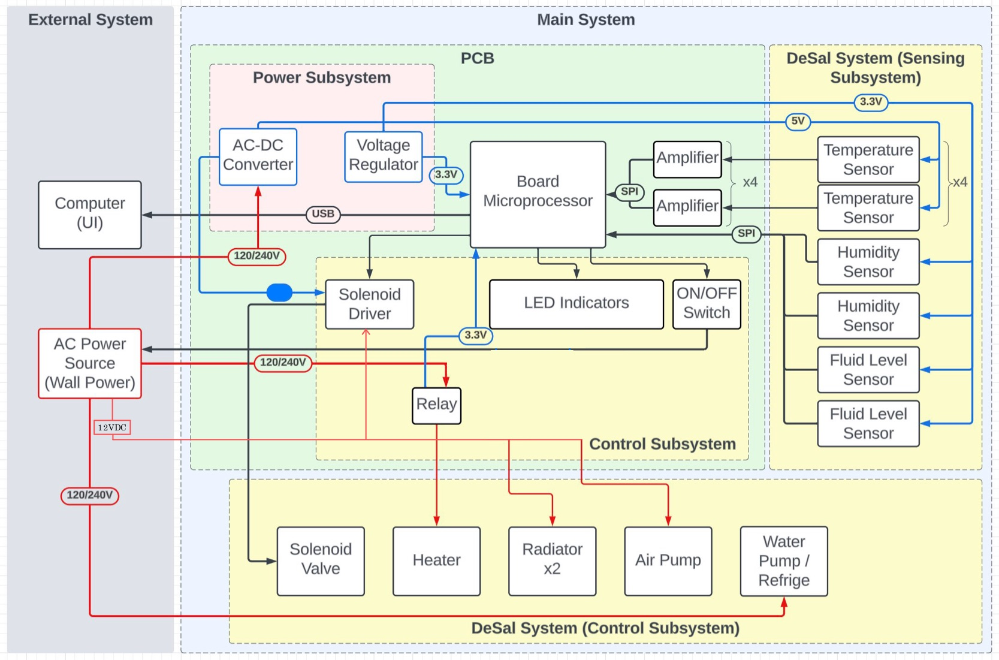 External System
Main System
PCB
DeSal System (Sensing
Subsystem)
Power Subsystem
3.3V
5V
AC-DC
Converter
Voltage
Regulator
3.3V
Board
Microprocessor
Amplifier
SPI
Amplifier
x4
Temperature
Sensor
Temperature
Sensor
x4
Computer
(UI)
USB
SPI
120/240V
Humidity
Sensor
Solenoid
Driver
LED Indicators
ON/OFF
Switch
Humidity
Sensor
3.3V
AC Power
Source
(Wall Power)
120/240V
Fluid Level
Sensor
Relay
Fluid Level
Sensor
12VDC
Control Subsystem
120/240V
Solenoid
Valve
Heater
Radiator
x2
Air Pump
Water
Pump /
Refrige
DeSal System (Control Subsystem)